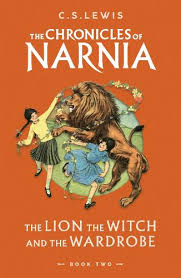 C.S.LEWIS
THE CHRONICLES OF
NARNIA
THE LION THE WITCH
AND THE WARDROBE
BOOK TWO